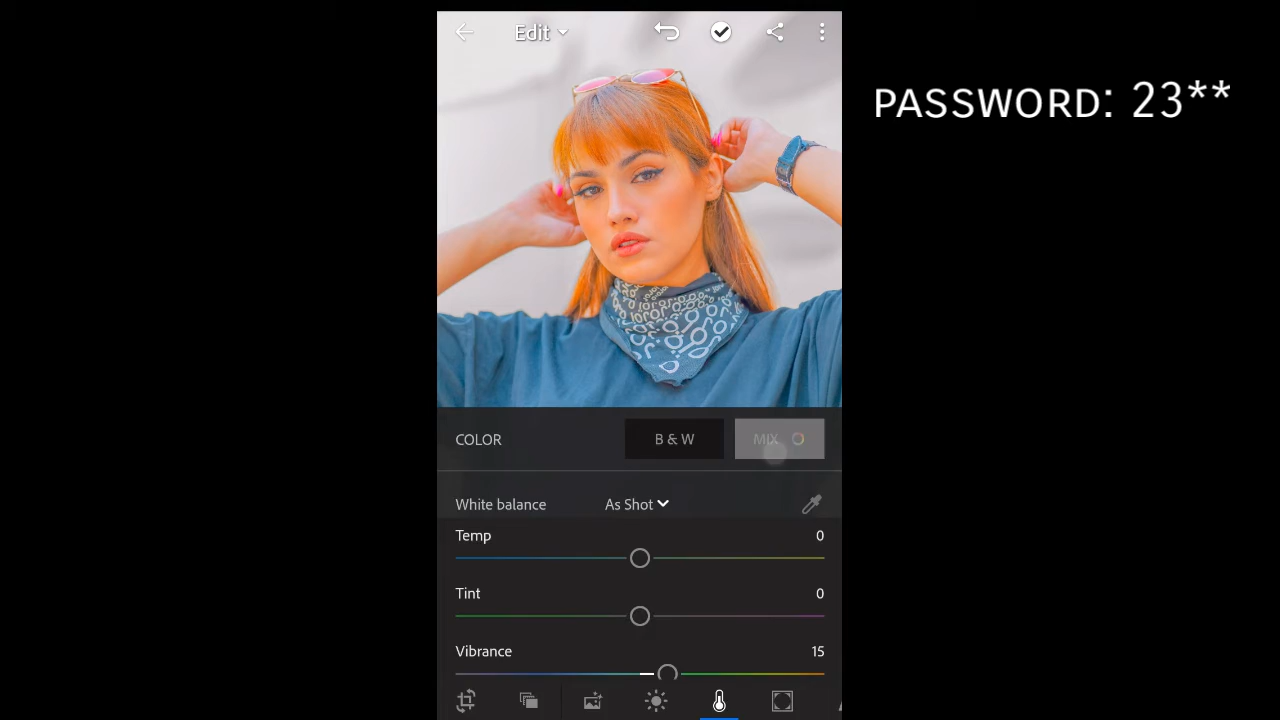 Edit
PASSWORD: 23**
COLOR
B & W
MIX
White balance
As Shot
Temp
0
Tint
0
Vibrance
15